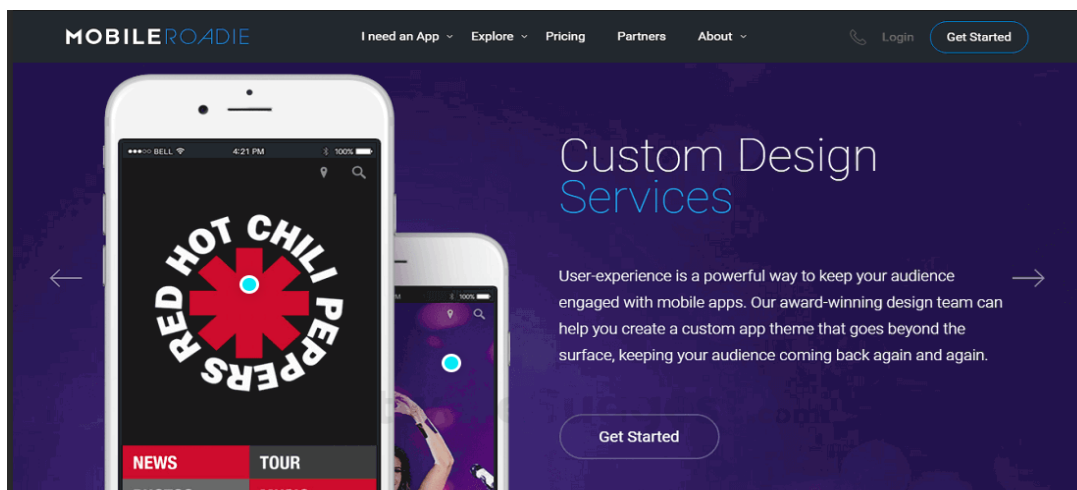 MOBILEROADIE
I need an App Explore Pricing Partners About Login Get Started
BELL 4:21 PM 100%
RED HOT CHILI PEPPERS
NEWS TOUR
100%
Custom Design
Services
User-experience is a powerful way to keep your audience
engaged with mobile apps. Our award-winning design team can
help you create a custom app theme that goes beyond the
surface, keeping your audience coming back again and again.
Get Started